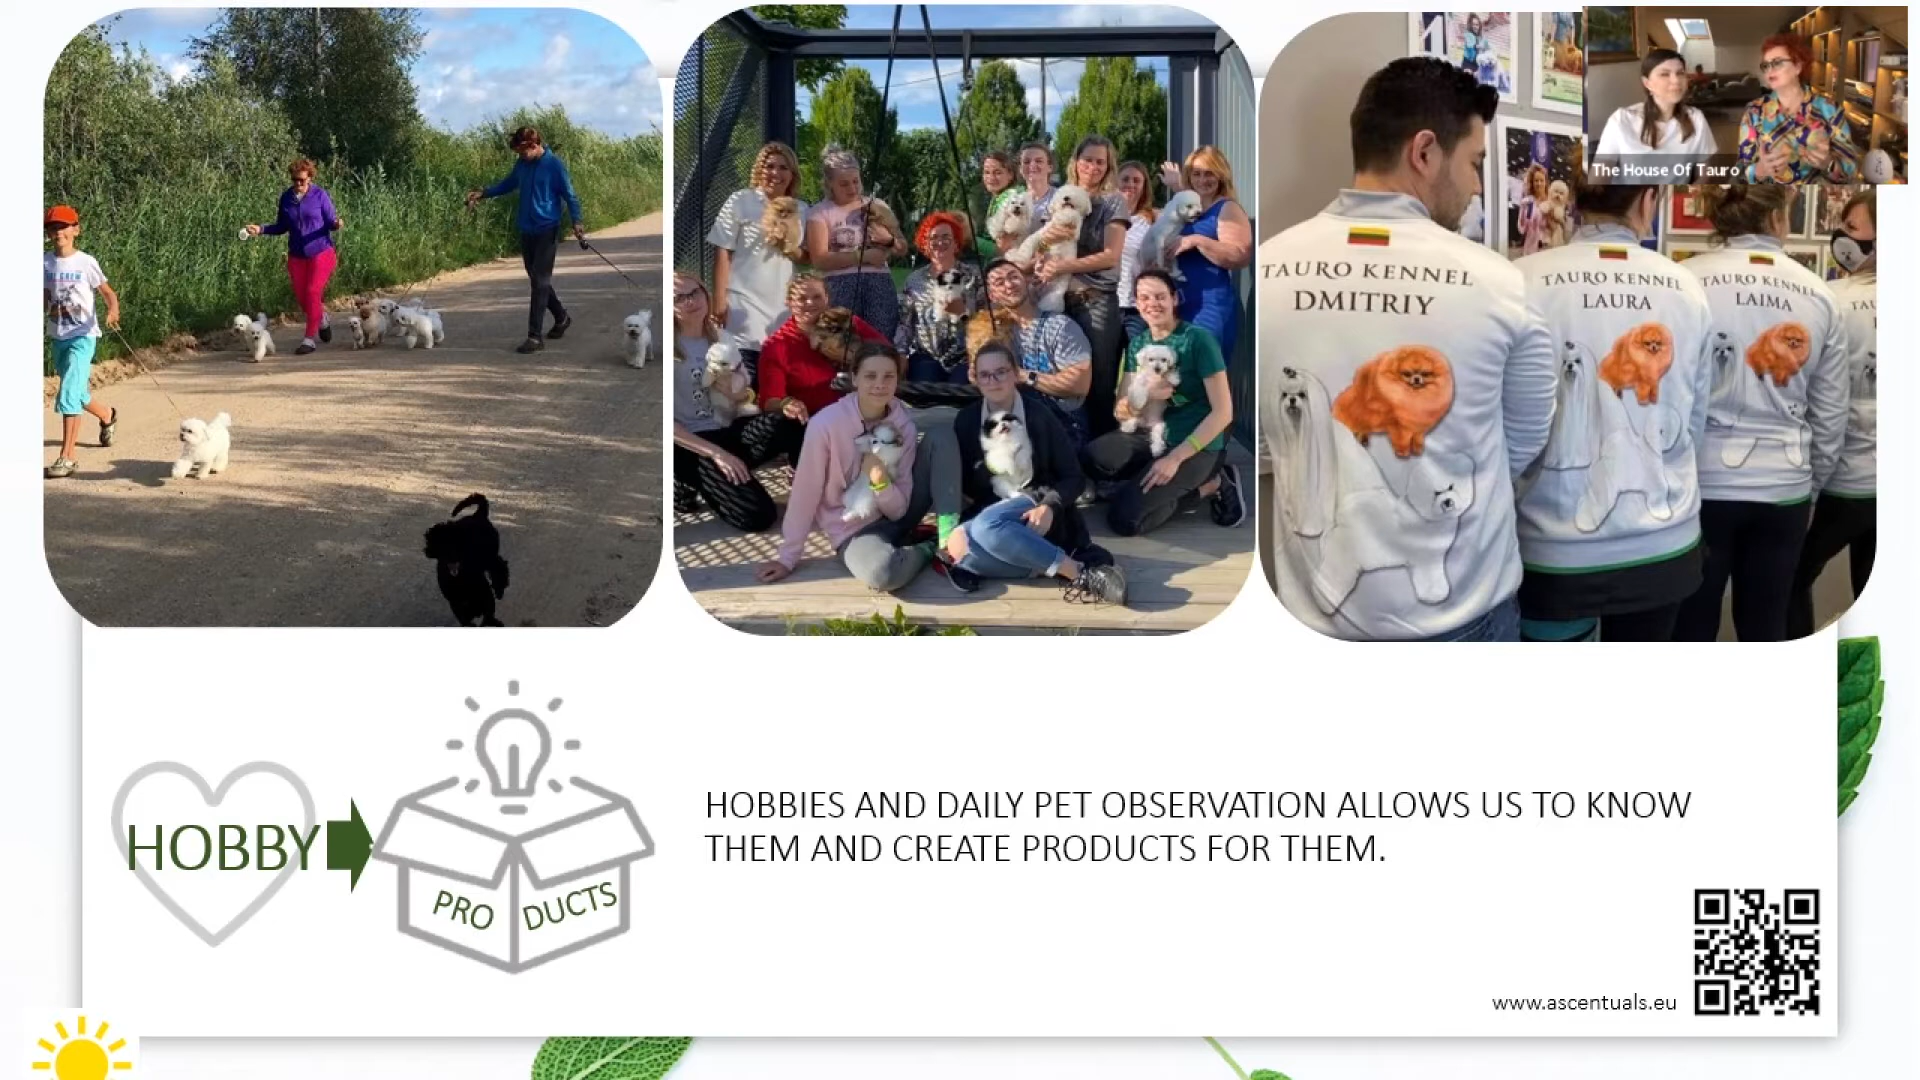 The House Of Tauro
TAURO KENNEL
DMITRIY
TAURO KENNEL
LAURA
TAURO KENNEL
LAIMA
HOBBY
PRO DUCTS
HOBBIES AND DAILY PET OBSERVATION ALLOWS US TO KNOW
THEM AND CREATE PRODUCTS FOR THEM.
www.ascentuals.eu